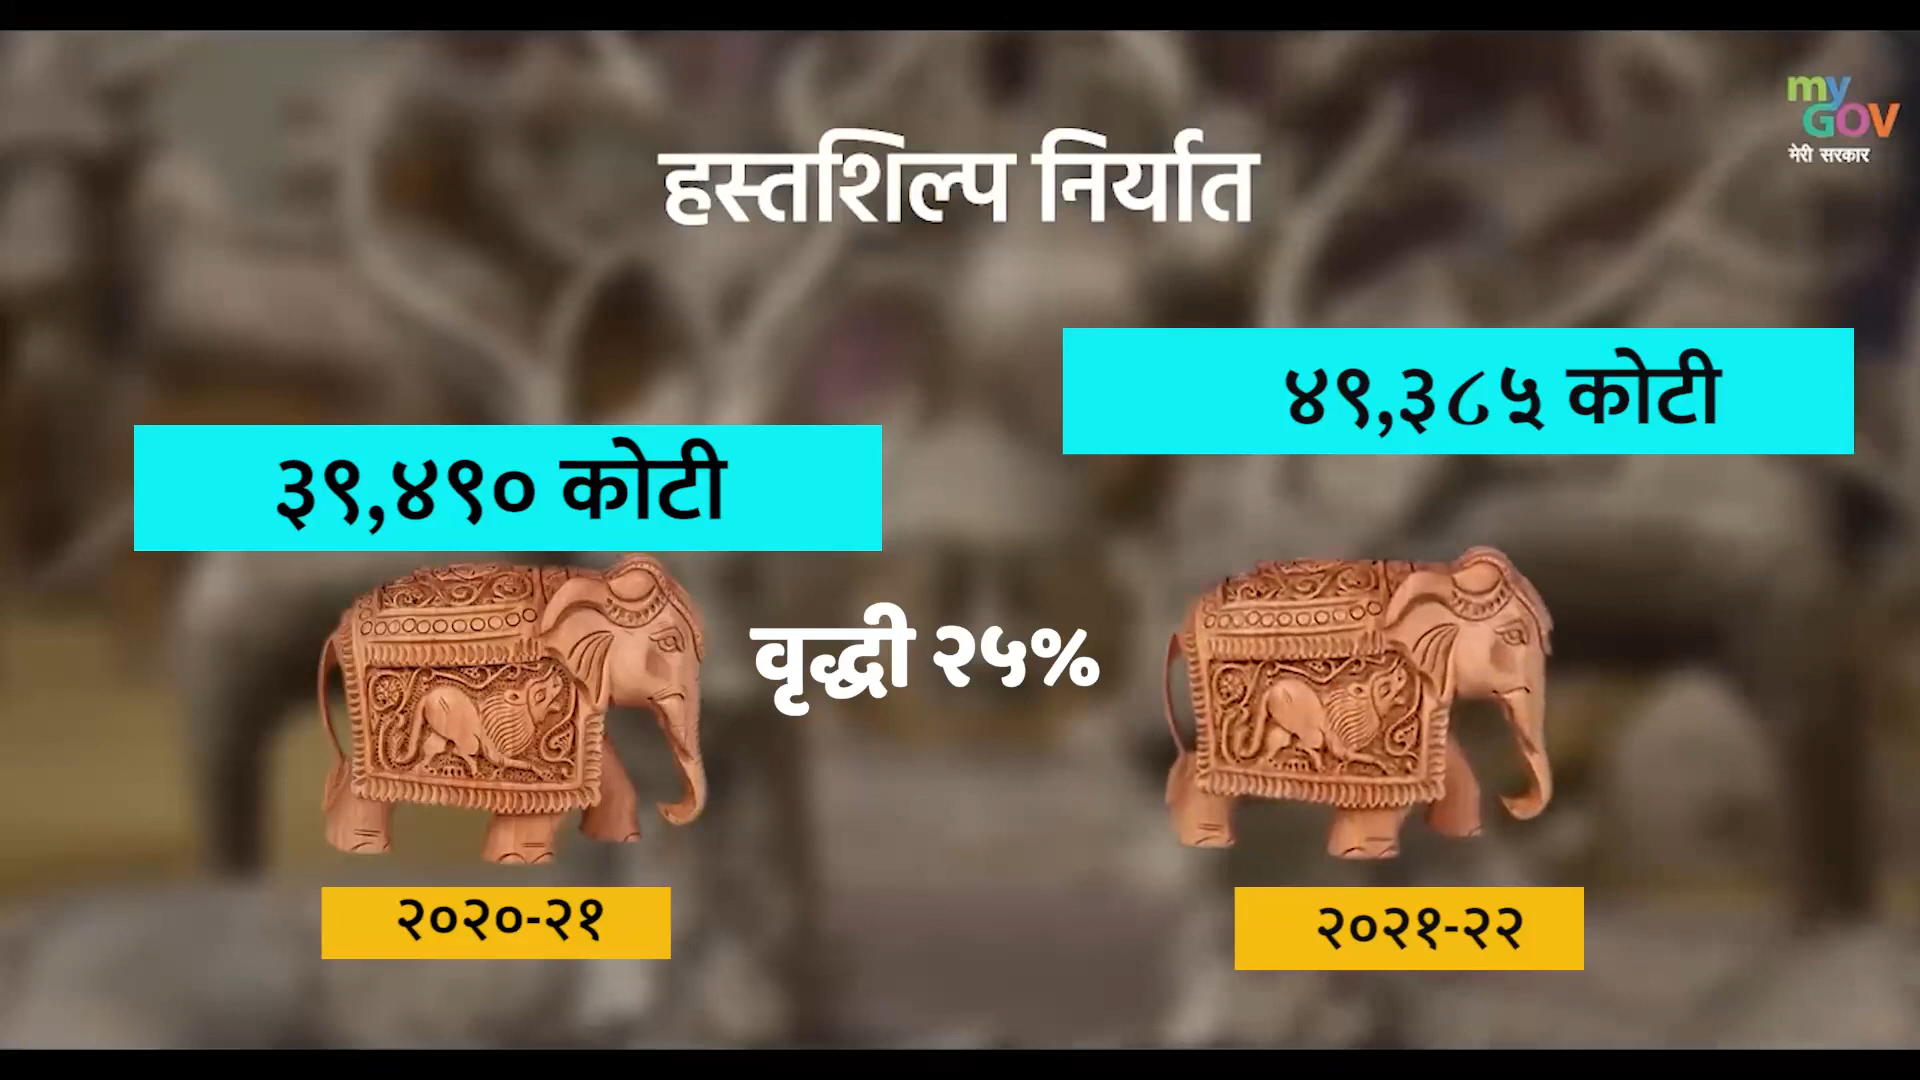 my
GOV
मेरी सरकार
हस्तशिल्प निर्यात
४९,३८५ कोटी
३९,४९० कोटी
वृद्धी २५%
२०२०-२१
२०२१-२२